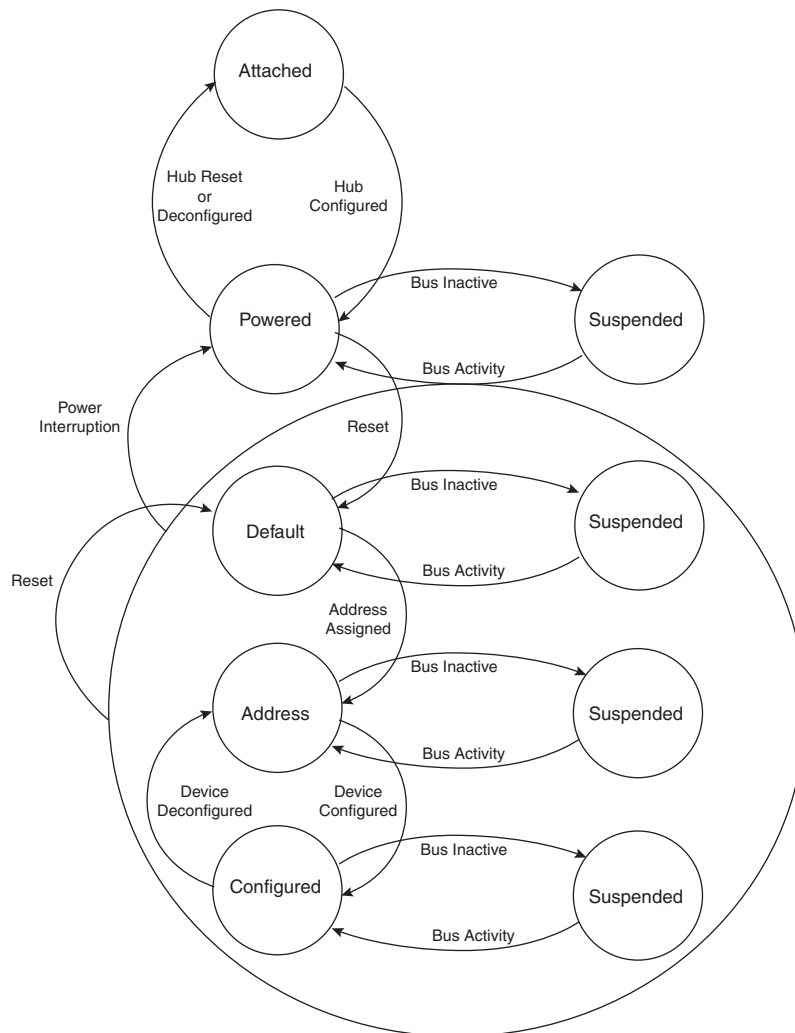 Attached
Hub Reset
or
Deconfigured
Hub
Configured
Powered
Bus Inactive
Suspended
Bus Activity
Power
Interruption
Reset
Bus Inactive
Default
Suspended
Bus Activity
Reset
Address
Assigned
Bus Inactive
Address
Suspended
Bus Activity
Device
Deconfigured
Device
Configured
Bus Inactive
Configured
Suspended
Bus Activity